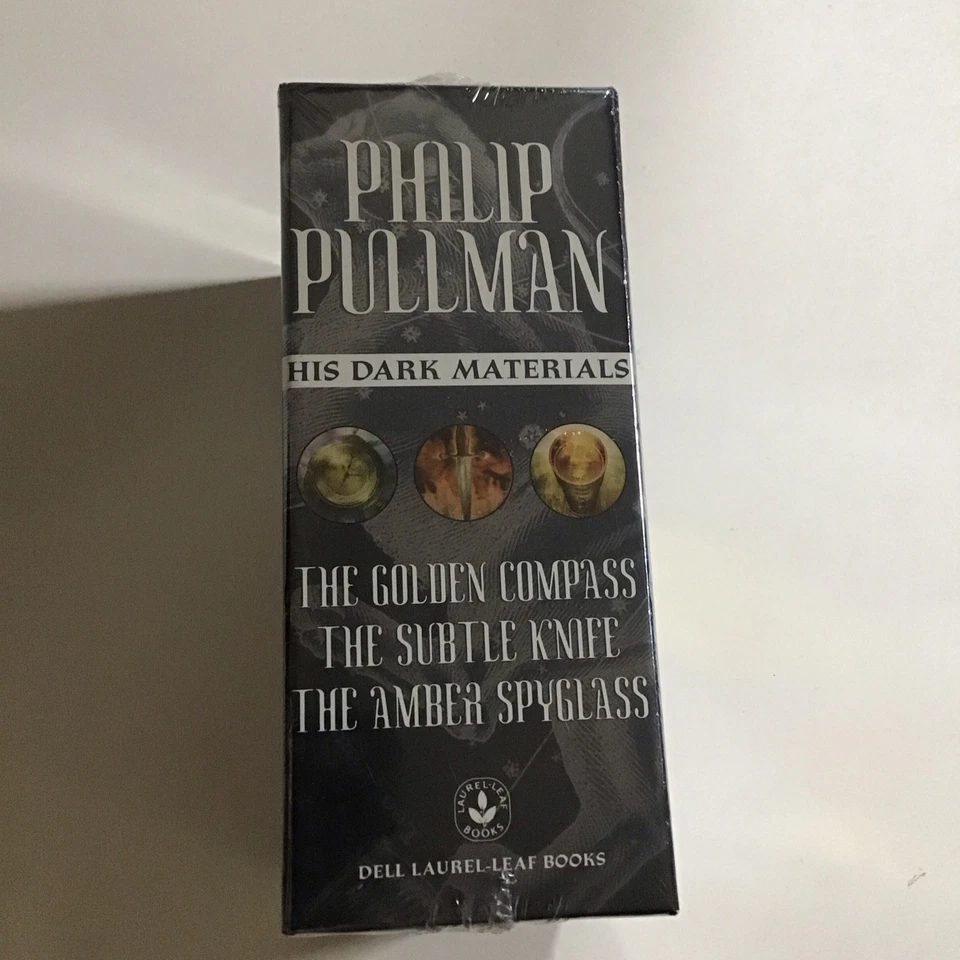 PHILIP
PULLMAN
HIS DARK MATERIALS
THE GOLDEN COMPASS
THE SUBTLE KNIFE
THE AMBER SPYGLASS
LAUREL-LEAF
BOOKS
DELL LAUREL-LEAF BOOKS